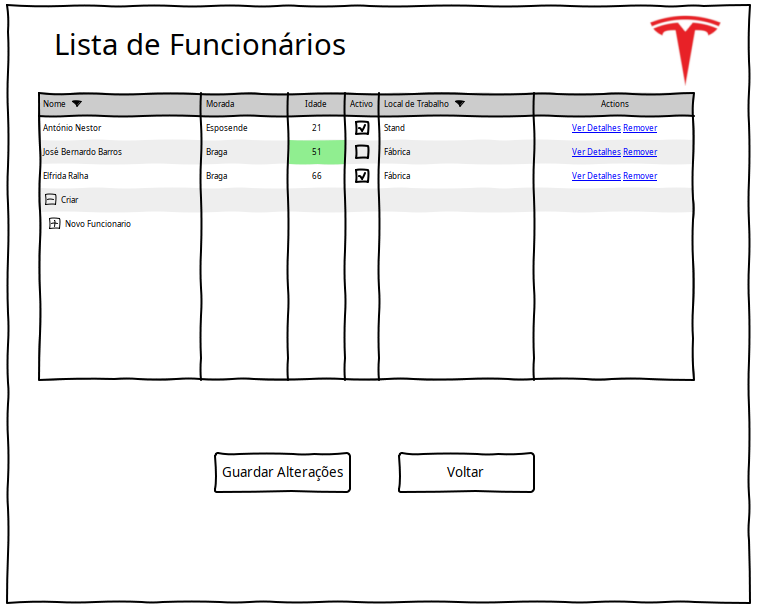 Lista de Funcionários
Nome Morada Idade Activo Local de Trabalho Actions
António Nestor Esposende 21 Stand Ver Detalhes Remover
José Bernardo Barros Braga 51 Fábrica Ver Detalhes Remover
Elfrida Ralha Braga 66 Fábrica Ver Detalhes Remover
Criar
Novo Funcionario
Guardar Alterações Voltar